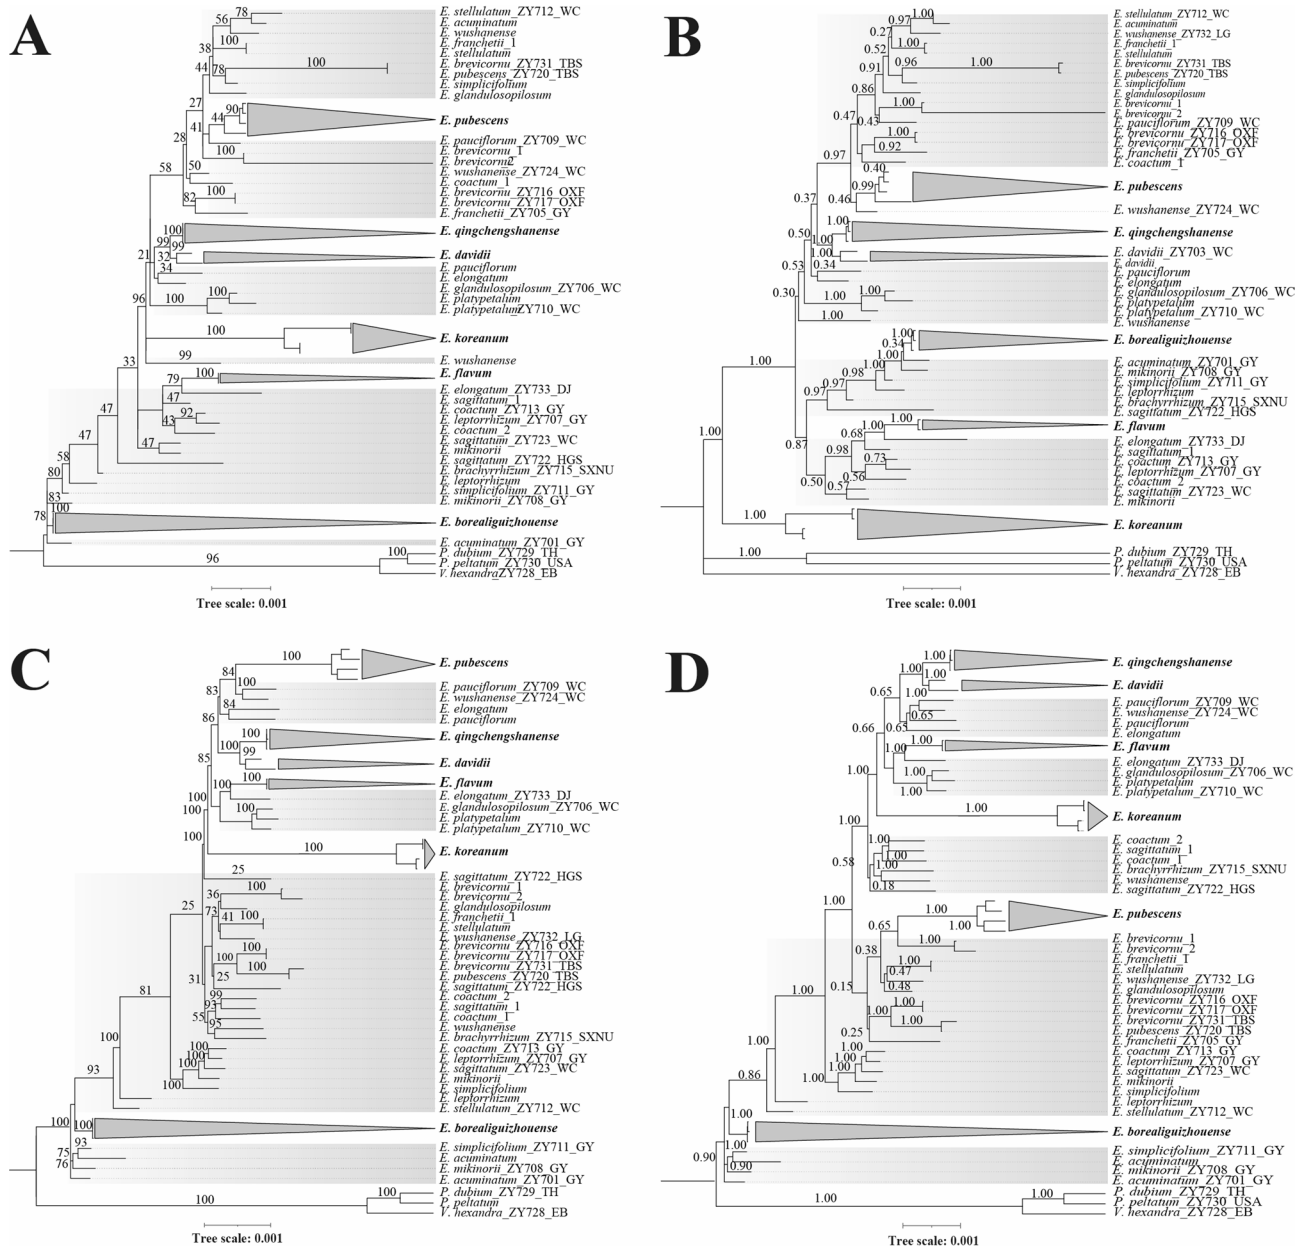 A
E. stellulatum_ZY712_WC
E. acuminatum
E. wushanense
E. franchetii_1
E. stellulatum
E. brevicornu_ZY731_TBS
E. pubescens_ZY720_TBS
E. simplicifolium
E. glandulosopilosum
E. pubescens
E. pauciflorum_ZY709_WC
E. brevicornu_1
E. brevicornu_2
E. wushanense_ZY724_WC
E. coactum_1
E. brevicornu_ZY716_OXF
E. brevicornu_ZY717_OXF
E. franchetii_ZY705_GY
E. qingchengshanense
E. davidii
E. pauciflorum
E. elongatum
E. glandulosopilosum_ZY706_WC
E. platypetalum
E. platypetalum_ZY710_WC
E. koreanum
E. wushanense
E. flavum
E. elongatum_ZY733_DJ
E. sagittatum_1
E. coactum_ZY713_GY
E. leptorrhizum_ZY707_GY
E. coactum_2
E. sagittatum_ZY723_WC
E. mikinorii
E. sagittatum_ZY722_HGS
E. brachyrrhizum_ZY715_SXNU
E. leptorrhizum
E. simplicifolium_ZY711_GY
E. mikinorii_ZY708_GY
E. borealiguizhouense
E. acuminatum_ZY701_GY
P. dubium_ZY729_TH
P. peltatum_ZY730_USA
V. hexandra_ZY728_EB
78
56
38
100
100
78
44
27
90
44
41
28
100
58
50
100
82
100
99
99
32
21
34
100
100
96
100
99
33
100
79
47
92
43
47
47
47
58
80
83
100
78
96
100
Tree scale: 0.001
B
E. stellulatum_ZY712_WC
E. acuminatum
E. wushanense_ZY732_LG
E. franchetii_1
E. stellulatum
E. brevicornu_ZY731_TBS
E. pubescens_ZY720_TBS
E. simplicifolium
E. glandulosopilosum
E. brevicornu_1
E. brevicornu_2
E. pauciflorum_ZY709_WC
E. brevicornu_ZY716_OXF
E. brevicornu_ZY717_OXF
E. franchetii_ZY705_GY
E. coactum_1
E. pubescens
E. wushanense_ZY724_WC
E. qingchengshanense
E. davidii_ZY703_WC
E. davidii
E. pauciflorum
E. elongatum
E. glandulosopilosum_ZY706_WC
E. platypetalum
E. platypetalum_ZY710_WC
E. wushanense
E. borealiguizhouense
E. acuminatum_ZY701_GY
E. mikinorii_ZY708_GY
E. simplicifolium_ZY711_GY
E. leptorrhizum
E. brachyrrhizum_ZY715_SXNU
E. sagittatum_ZY722_HGS
E. flavum
E. elongatum_ZY733_DJ
E. sagittatum_1
E. coactum_ZY713_GY
E. leptorrhizum_ZY707_GY
E. coactum_2
E. sagittatum_ZY723_WC
E. mikinorii
E. koreanum
P. dubium_ZY729_TH
P. peltatum_ZY730_USA
V. hexandra_ZY728_EB
1.00
0.97
0.27
1.00
0.52
0.96
1.00
0.91
0.86
1.00
0.43
0.47
1.00
0.92
0.97
0.40
0.99
0.46
0.37
1.00
0.50
1.00
1.00
0.53
0.34
0.30
1.00
1.00
1.00
1.00
0.34
1.00
0.98
0.97
0.97
1.00
0.87
1.00
1.00
0.68
0.98
0.73
0.56
0.50
0.57
1.00
1.00
1.00
Tree scale: 0.001
C
E. pubescens
E. pauciflorum_ZY709_WC
E. wushanense_ZY724_WC
E. elongatum
E. pauciflorum
E. qingchengshanense
E. davidii
E. flavum
E. elongatum_ZY733_DJ
E. glandulosopilosum_ZY706_WC
E. platypetalum
E. platypetalum_ZY710_WC
E. koreanum
E. sagittatum_ZY722_HGS
E. brevicornu_1
E. brevicornu_2
E. glandulosopilosum
E. franchetii_1
E. stellulatum
E. wushanense_ZY732_LG
E. brevicornu_ZY716_OXF
E. brevicornu_ZY717_OXF
E. brevicornu_ZY731_TBS
E. pubescens_ZY720_TBS
E. sagittatum_ZY722_HGS
E. coactum_2
E. sagittatum_1
E. coactum_1
E. wushanense
E. brachyrrhizum_ZY715_SXNU
E. coactum_ZY713_GY
E. leptorrhizum_ZY707_GY
E. sagittatum_ZY723_WC
E. mikinorii
E. simplicifolium
E. leptorrhizum
E. stellulatum_ZY712_WC
E. borealiguizhouense
E. simplicifolium_ZY711_GY
E. acuminatum
E. mikinorii_ZY708_GY
E. acuminatum_ZY701_GY
P. dubium_ZY729_TH
P. peltatum
V. hexandra_ZY728_EB
100
84
83
100
84
86
100
100
99
85
100
100
100
100
100
100
100
25
100
36
25
73
41
100
100
100
100
31
25
99
93
55
95
81
100
100
100
100
100
93
100
100
93
75
76
100
100
Tree scale: 0.001
D
E. qingchengshanense
E. davidii
E. pauciflorum_ZY709_WC
E. wushanense_ZY724_WC
E. pauciflorum
E. elongatum
E. flavum
E. elongatum_ZY733_DJ
E. glandulosopilosum_ZY706_WC
E. platypetalum
E. platypetalum_ZY710_WC
E. koreanum
E. coactum_2
E. sagittatum_1
E. coactum_1
E. brachyrrhizum_ZY715_SXNU
E. wushanense
E. sagittatum_ZY722_HGS
E. pubescens
E. brevicornu_1
E. brevicornu_2
E. franchetii_1
E. stellulatum
E. wushanense_ZY732_LG
E. glandulosopilosum
E. brevicornu_ZY716_OXF
E. brevicornu_ZY717_OXF
E. brevicornu_ZY731_TBS
E. pubescens_ZY720_TBS
E. franchetii_ZY705_GY
E. coactum_ZY713_GY
E. leptorrhizum_ZY707_GY
E. sagittatum_ZY723_WC
E. mikinorii
E. simplicifolium
E. leptorrhizum
E. stellulatum_ZY712_WC
E. borealiguizhouense
E. simplicifolium_ZY711_GY
E. acuminatum
E. mikinorii_ZY708_GY
E. acuminatum_ZY701_GY
P. dubium_ZY729_TH
P. peltatum_ZY730_USA
V. hexandra_ZY728_EB
1.00
1.00
1.00
1.00
0.65
1.00
0.65
0.65
0.66
1.00
1.00
1.00
1.00
1.00
1.00
1.00
1.00
1.00
1.00
0.58
0.18
1.00
1.00
1.00
0.65
1.00
0.38
1.00
0.47
0.48
0.15
1.00
1.00
1.00
1.00
0.25
1.00
1.00
1.00
1.00
1.00
0.86
1.00
1.00
0.90
0.90
1.00
1.00
Tree scale: 0.001